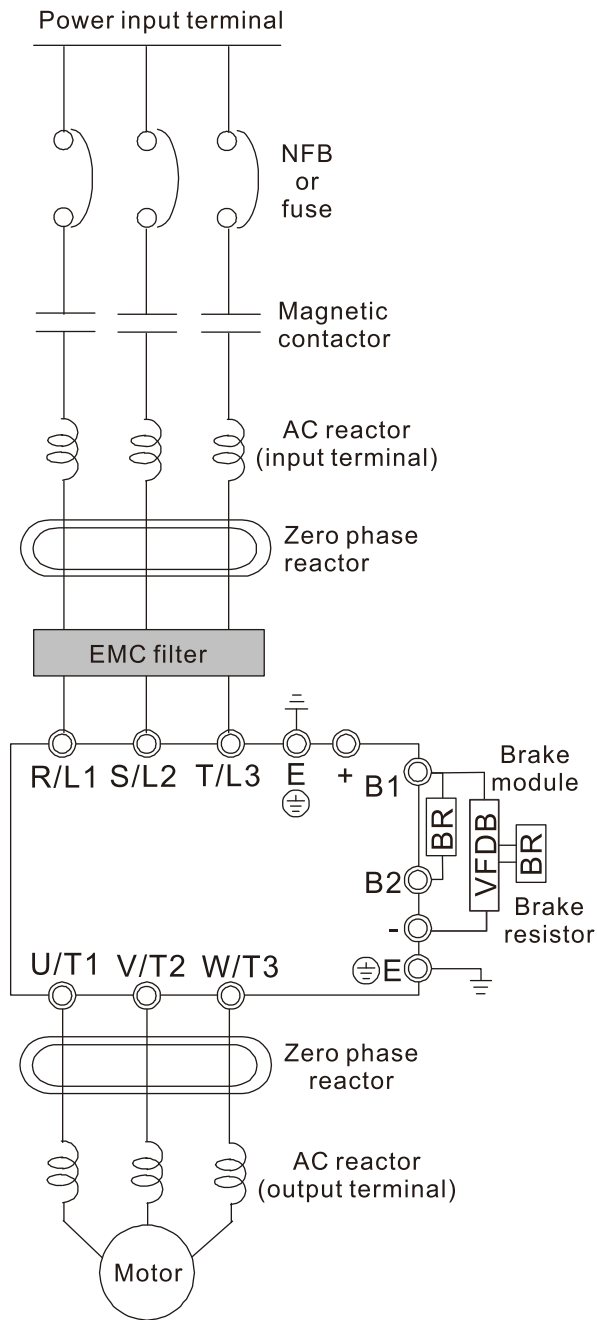 Power input terminal
NFB
or
fuse
Magnetic
contactor
AC reactor
(input terminal)
Zero phase
reactor
EMC filter
R/L1 S/L2 T/L3 E +
B1
Brake
module
BR
VFDB
BR
B2
Brake
resistor
-
E
U/T1 V/T2 W/T3
Zero phase
reactor
AC reactor
(output terminal)
Motor